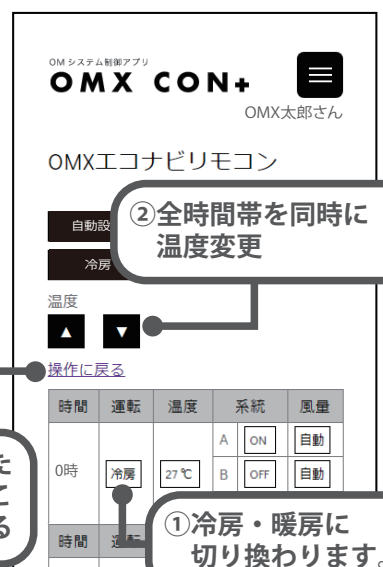 OMシステム制御アプリ
OMX CON+
OMX太郎さん
OMXエコナビリモコン
自動設
冷房
②全時間帯を同時に
温度変更
温度
▲ ▼
操作に戻る
時間 運転 温度 系統 風量
A ON 自動
0時 冷房 27℃ B OFF 自動
た
て
る
①冷房・暖房に
切り換わります。
時間